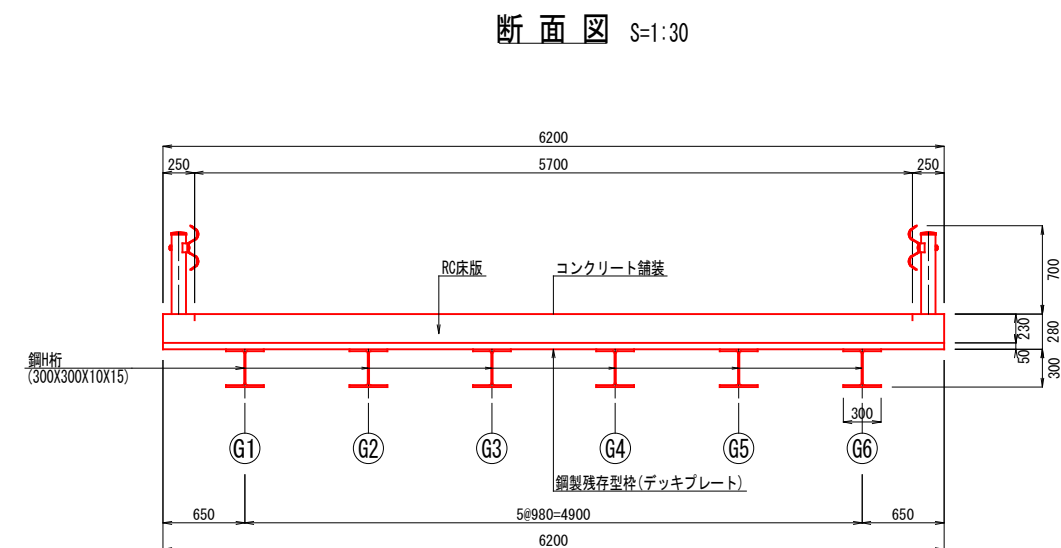 断面図 S=1:30
6200
250
5700
250
RC床版
コンクリート舗装
700
230
280
50
300
鋼H桁
(300X300X10X15)
300
G1
G2
G3
G4
G5
G6
鋼製残存型枠(デッキプレート)
650
5@980=4900
650
6200